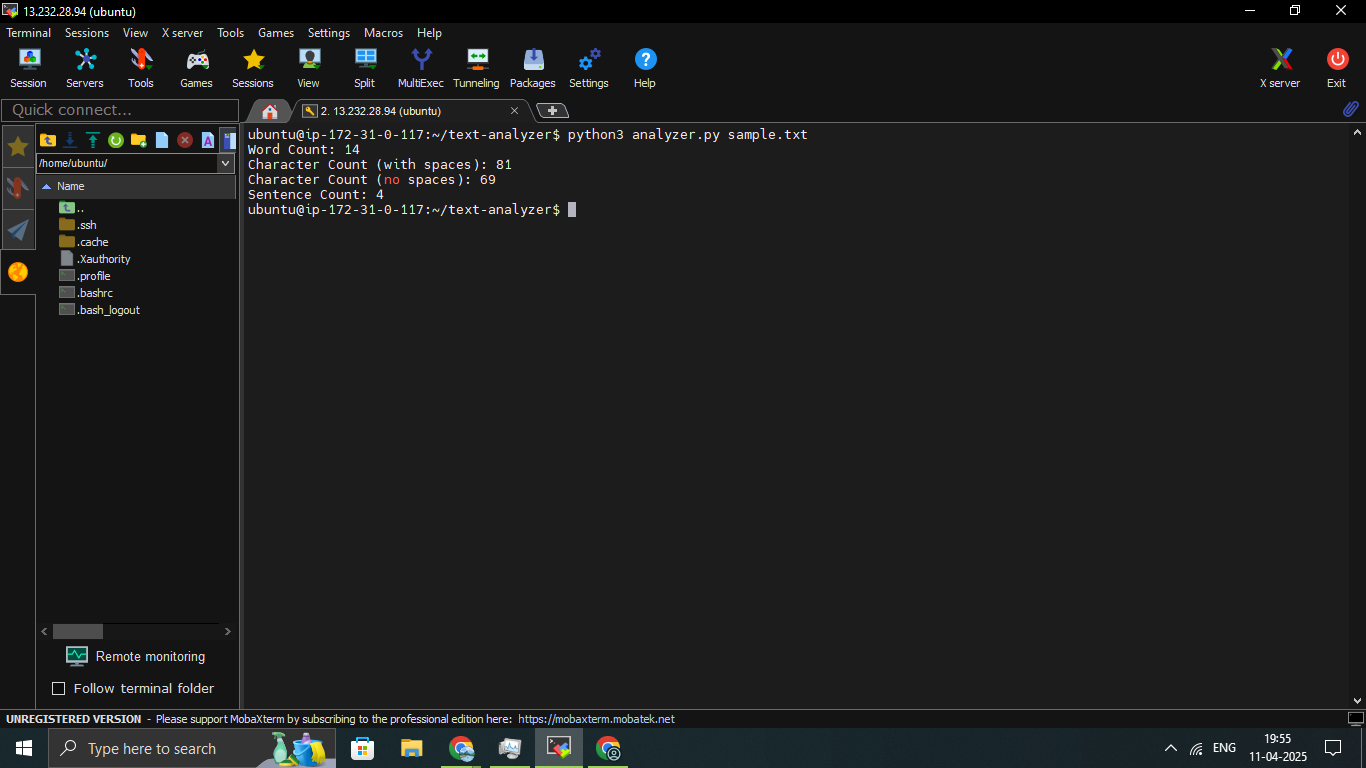 13.232.28.94 (ubuntu)
Terminal Sessions View X server Tools Games Settings Macros Help
Session Servers Tools Games Sessions View Split MultiExec Tunneling Packages Settings Help X server Exit
Quick connect...
2. 13.232.28.94 (ubuntu)
/home/ubuntu/
Name
..
.ssh
.cache
.Xauthority
.profile
.bashrc
.bash_logout
Remote monitoring
Follow terminal folder
ubuntu@ip-172-31-0-117:~/text-analyzer$ python3 analyzer.py sample.txt
Word Count: 14
Character Count (with spaces): 81
Character Count (no spaces): 69
Sentence Count: 4
ubuntu@ip-172-31-0-117:~/text-analyzer$
UNREGISTERED VERSION - Please support MobaXterm by subscribing to the professional edition here: https://mobaxterm.mobatek.net
Type here to search
ENG
19:55
11-04-2025